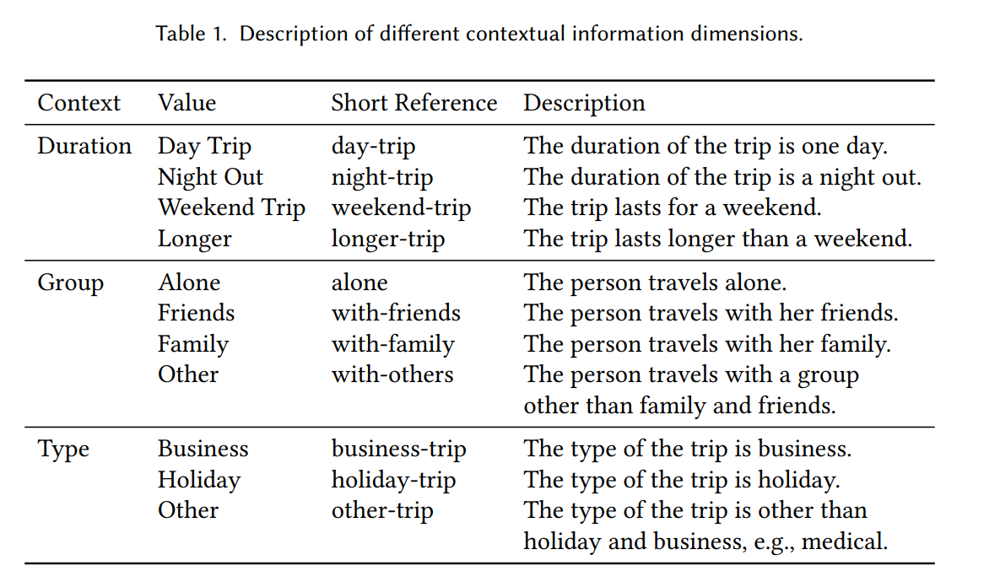 Table 1. Description of different contextual information dimensions.
Context Value Short Reference Description
Duration Day Trip day-trip The duration of the trip is one day.
Night Out night-trip The duration of the trip is a night out.
Weekend Trip weekend-trip The trip lasts for a weekend.
Longer longer-trip The trip lasts longer than a weekend.
Group Alone alone The person travels alone.
Friends with-friends The person travels with her friends.
Family with-family The person travels with her family.
Other with-others The person travels with a group
other than family and friends.
Type Business business-trip The type of the trip is business.
Holiday holiday-trip The type of the trip is holiday.
Other other-trip The type of the trip is other than
holiday and business, e.g., medical.